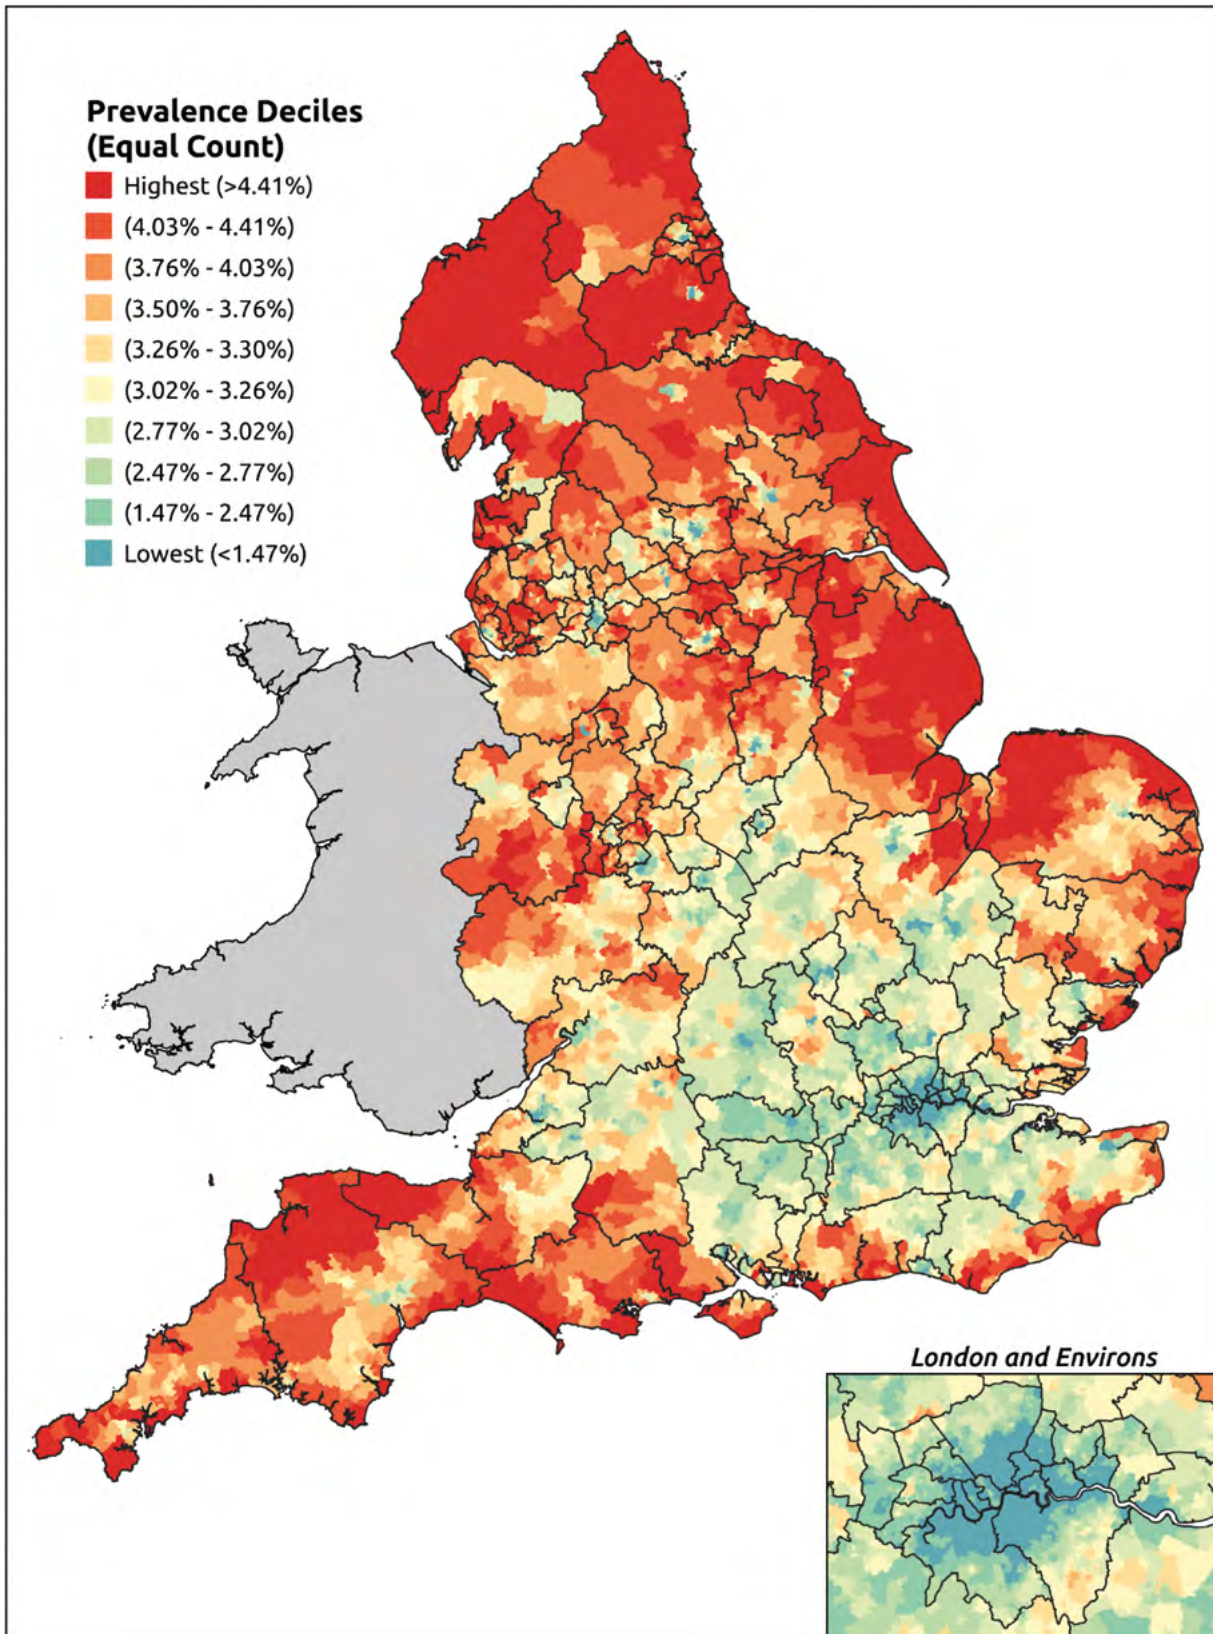 Prevalence Deciles
(Equal Count)
Highest (>4.41%)
(4.03% - 4.41%)
(3.76% - 4.03%)
(3.50% - 3.76%)
(3.26% - 3.30%)
(3.02% - 3.26%)
(2.77% - 3.02%)
(2.47% - 2.77%)
(1.47% - 2.47%)
Lowest (<1.47%)
London and Environs